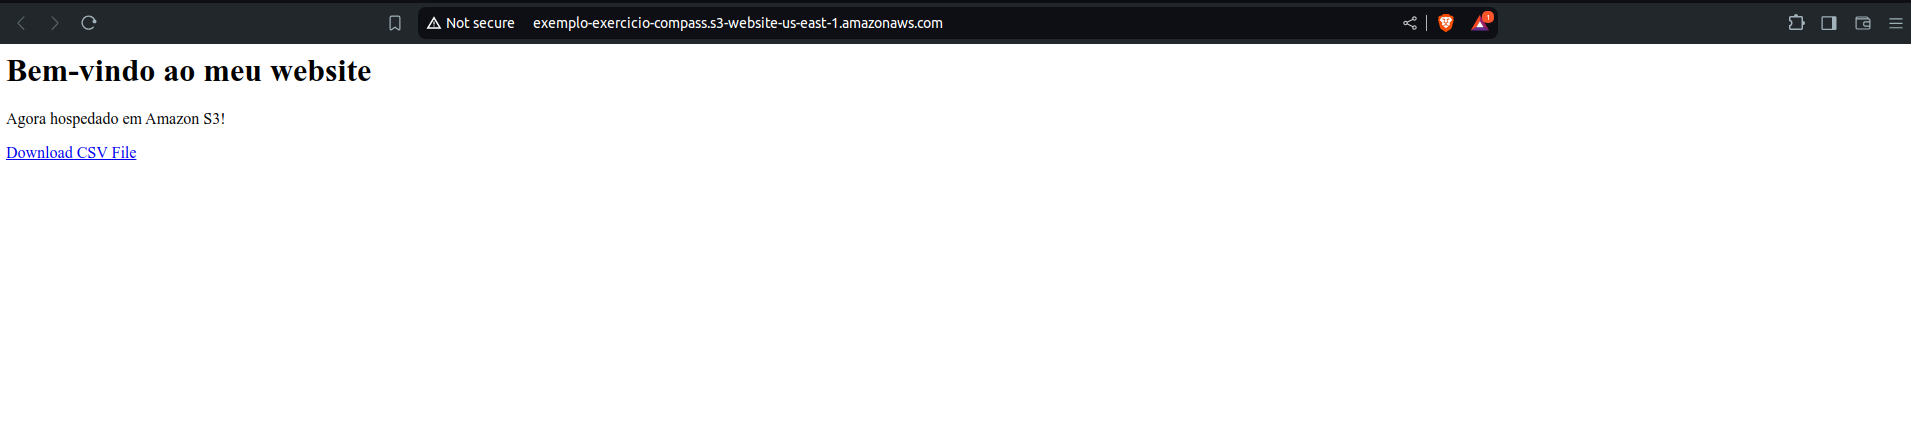 Not secure exemplo-exercicio-compass.s3-website-us-east-1.amazonaws.com
1
Bem-vindo ao meu website
Agora hospedado em Amazon S3!
Download CSV File